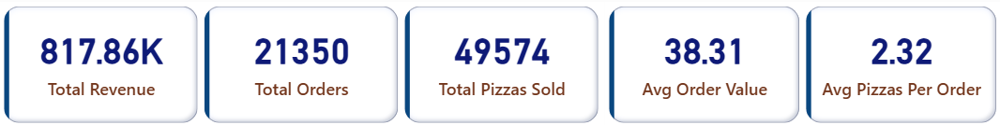 817.86K
Total Revenue
21350
Total Orders
49574
Total Pizzas Sold
38.31
Avg Order Value
2.32
Avg Pizzas Per Order